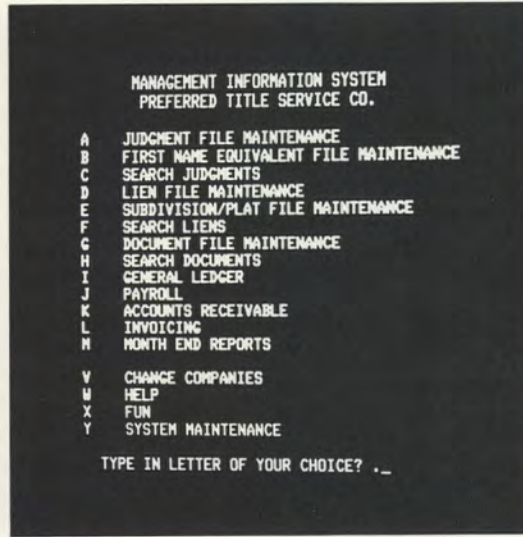 MANAGEMENT INFORMATION SYSTEM
PREFERRED TITLE SERVICE CO.
A JUDGMENT FILE MAINTENANCE
B FIRST NAME EQUIVALENT FILE MAINTENANCE
C SEARCH JUDGMENTS
D LIEN FILE MAINTENANCE
E SUBDIVISION/PLAT FILE MAINTENANCE
F SEARCH LIENS
G DOCUMENT FILE MAINTENANCE
H SEARCH DOCUMENTS
I GENERAL LEDGER
J PAYROLL
K ACCOUNTS RECEIVABLE
L INVOICING
M MONTH END REPORTS
V CHANGE COMPANIES
W HELP
X FUN
Y SYSTEM MAINTENANCE
TYPE IN LETTER OF YOUR CHOICE? ._